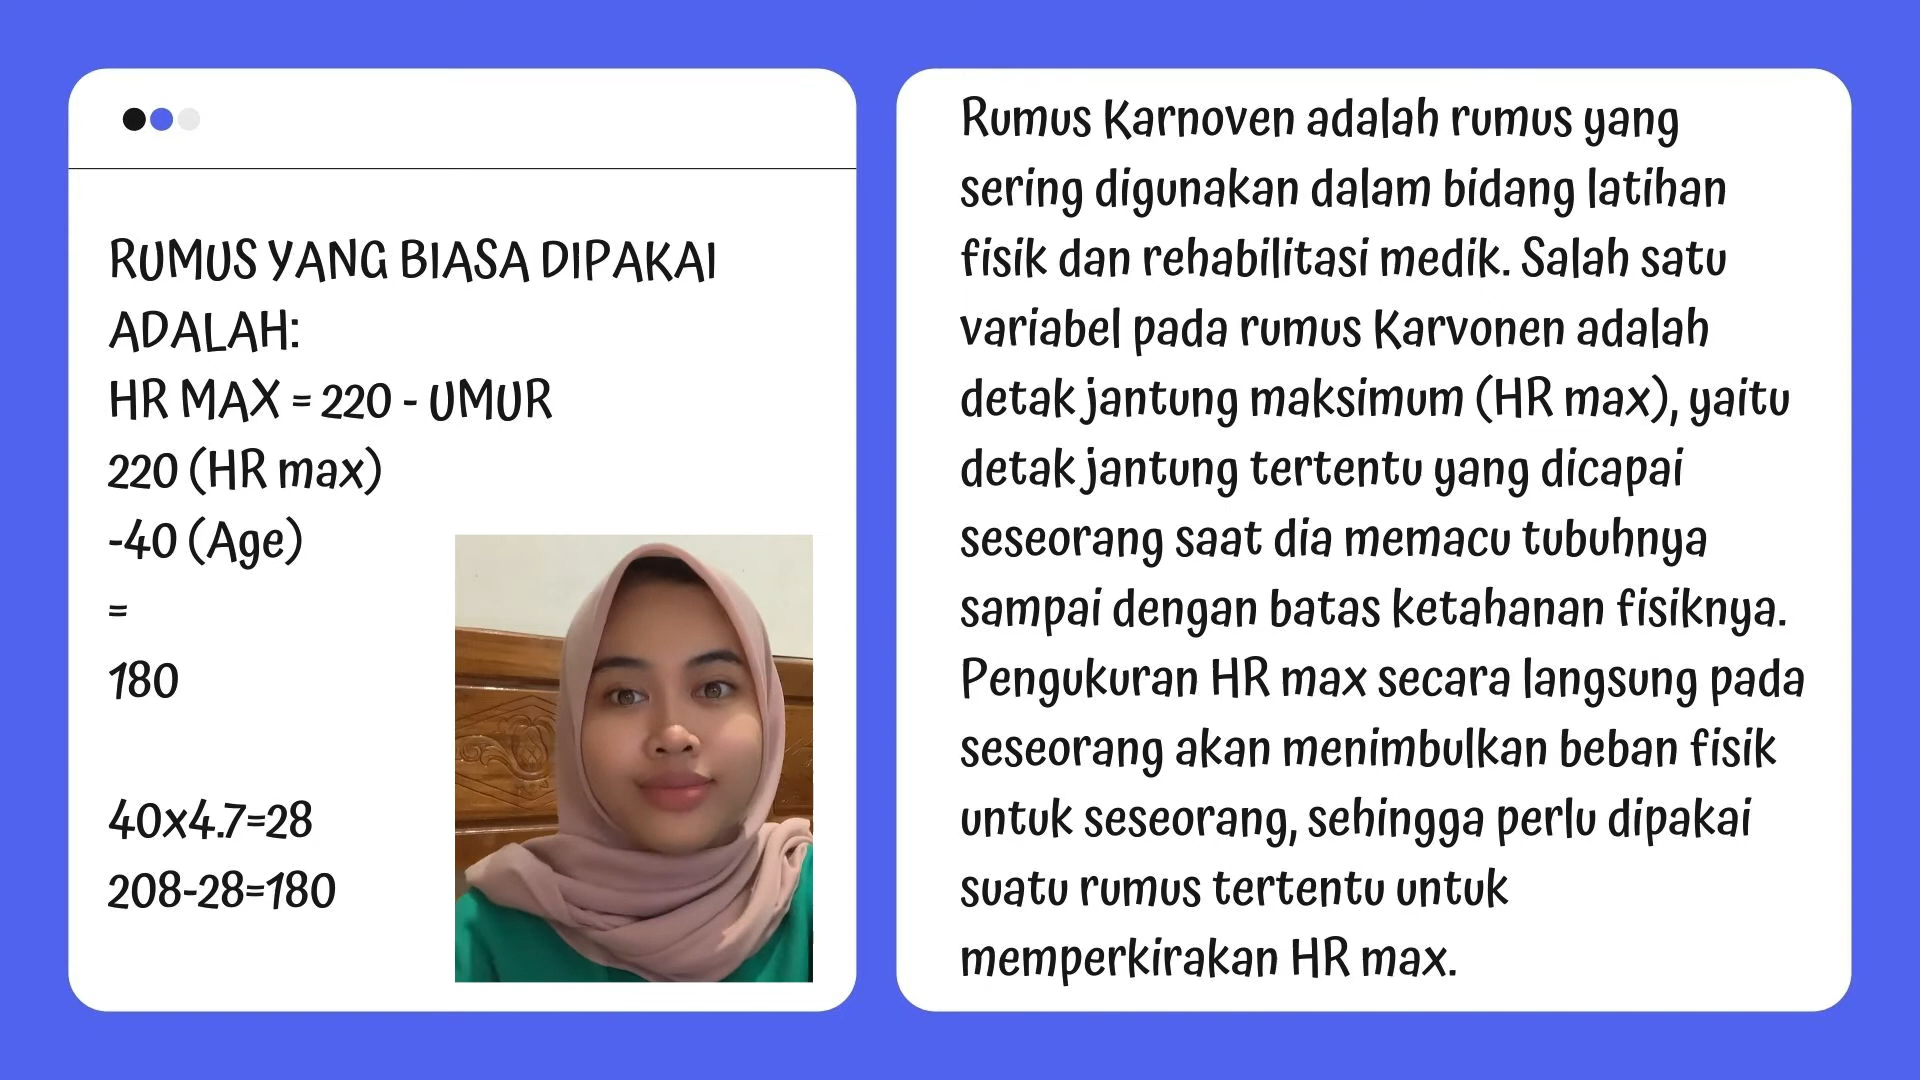 RUMUS YANG BIASA DIPAKAI
ADALAH:
HR MAX = 220 - UMUR
220 (HR max)
-40 (Age)
=
180
40x4.7=28
208-28=180
Rumus Karnoven adalah rumus yang
sering digunakan dalam bidang latihan
fisik dan rehabilitasi medik. Salah satu
variabel pada rumus Karvonen adalah
detak jantung maksimum (HR max), yaitu
detak jantung tertentu yang dicapai
seseorang saat dia memacu tubuhnya
sampai dengan batas ketahanan fisiknya.
Pengukuran HR max secara langsung pada
seseorang akan menimbulkan beban fisik
untuk seseorang, sehingga perlu dipakai
suatu rumus tertentu untuk
memperkirakan HR max.